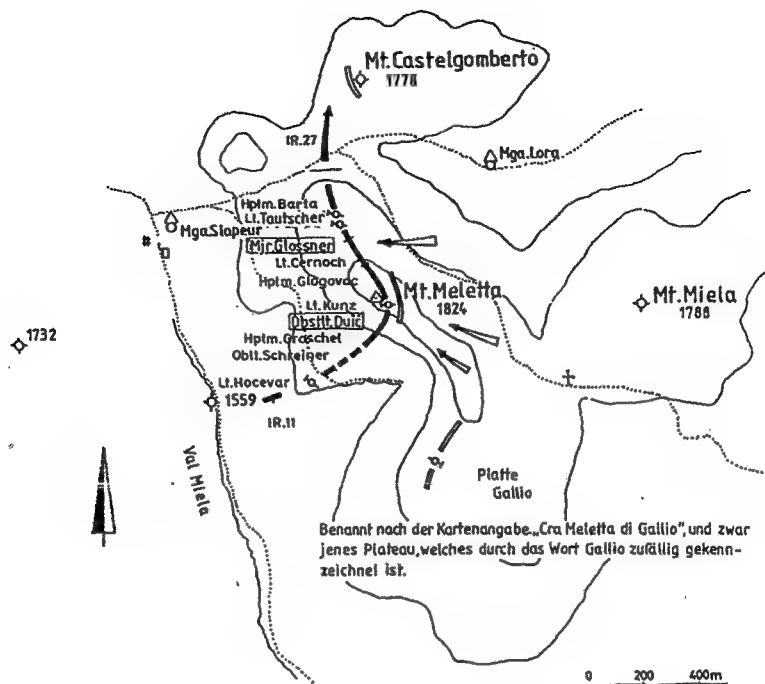 Mt. Castelgomberto
1778
IR.27
Mga. Lora
Hptm. Barta
Lt. Tautscher
Mga Slapeur
Mjr. Glossner
Lt. Cernoch
Hptm. Glogovac
Mt. Meletta
1824
Mt. Miela
1788
Lt. Kunz
Obstlt. Duić
Hptm. Graschel
Oblt. Schreiner
1732
Lt. Hocevar
1559
IR.11
Val Miela
Platte
Gallio
Benannt nach der Kartenangabe „Cra Meletta di Gallio", und zwar
jenes Plateau, welches durch das Wort Gallio zufällig gekenn-
zeichnet ist.
0 200 400m